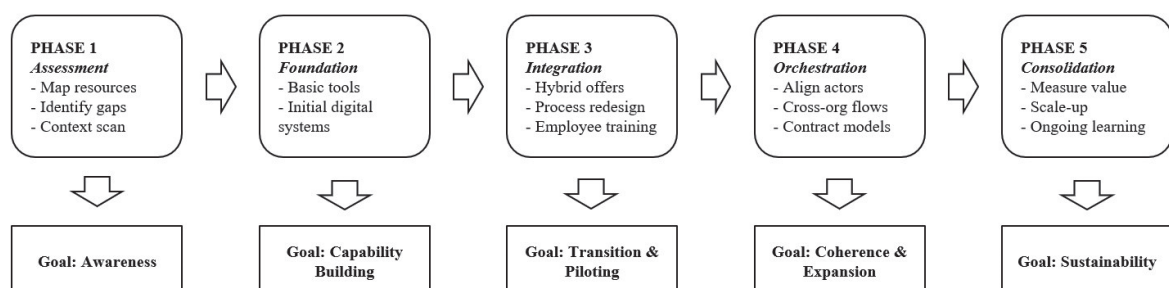 PHASE 1
Assessment
- Map resources
- Identify gaps
- Context scan
PHASE 2
Foundation
- Basic tools
- Initial digital
systems
PHASE 3
Integration
- Hybrid offers
- Process redesign
- Employee training
PHASE 4
Orchestration
- Align actors
- Cross-org flows
- Contract models
PHASE 5
Consolidation
- Measure value
- Scale-up
- Ongoing learning
Goal: Awareness
Goal: Capability
Building
Goal: Transition &
Piloting
Goal: Coherence &
Expansion
Goal: Sustainability